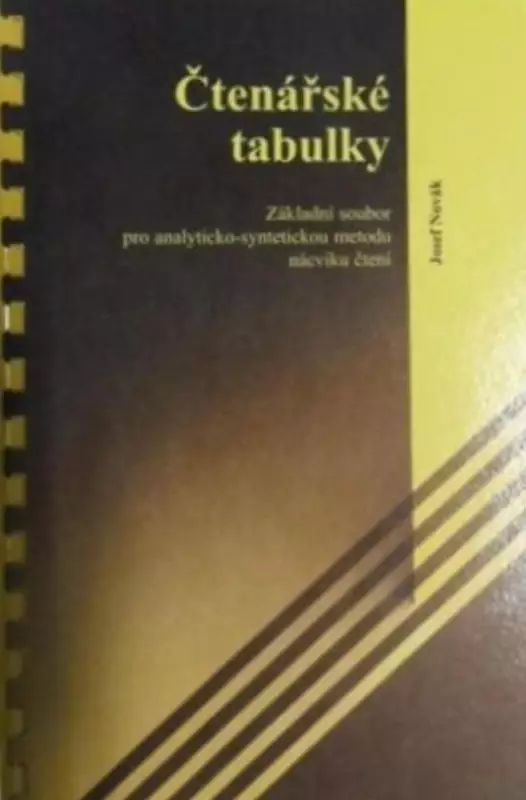 Čtenářské
tabulky
Základní soubor
pro analyticko-syntetickou metodu
nácviku čtení
Josef Novák